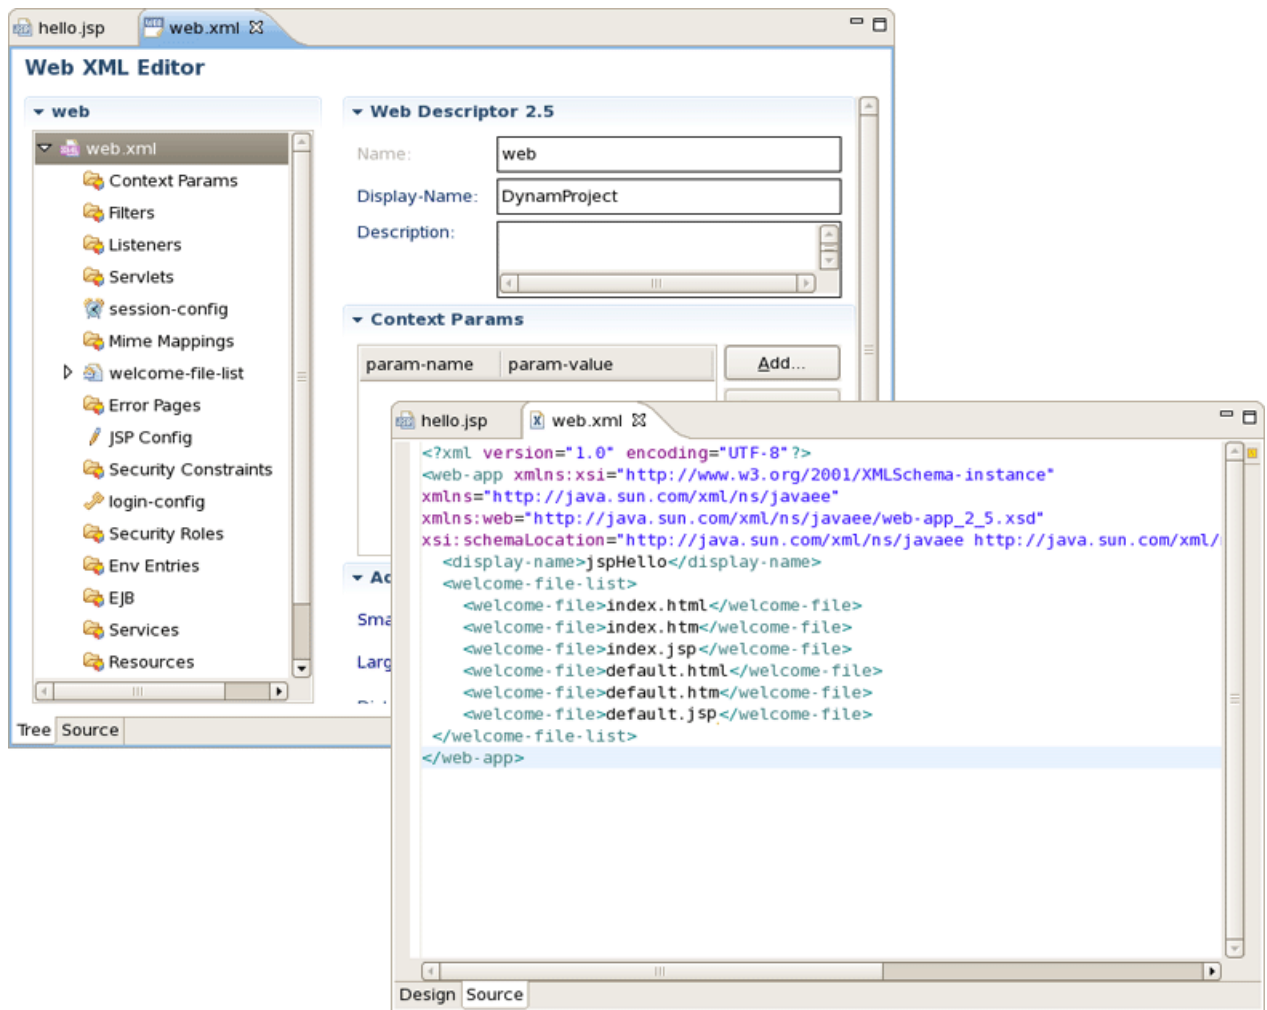 hello.jsp
web.xml
Web XML Editor
web
web.xml
Context Params
Filters
Listeners
Servlets
session-config
Mime Mappings
welcome-file-list
Error Pages
JSP Config
Security Constraints
login-config
Security Roles
Env Entries
EJB
Services
Resources
Tree
Source
Web Descriptor 2.5
Name: web
Display-Name: DynamProject
Description:
Context Params
param-name param-value
Add...
hello.jsp
web.xml
<?xml version="1.0" encoding="UTF-8"?>
<web-app xmlns:xsi="http://www.w3.org/2001/XMLSchema-instance"
xmlns="http://java.sun.com/xml/ns/javaee"
xmlns:web="http://java.sun.com/xml/ns/javaee/web-app_2_5.xsd"
xsi:schemaLocation="http://java.sun.com/xml/ns/javaee http://java.sun.com/xml/
<display-name>jspHello</display-name>
<welcome-file-list>
<welcome-file>index.html</welcome-file>
<welcome-file>index.htm</welcome-file>
<welcome-file>index.jsp</welcome-file>
<welcome-file>default.html</welcome-file>
<welcome-file>default.htm</welcome-file>
<welcome-file>default.jsp</welcome-file>
</welcome-file-list>
</web-app>
Design
Source